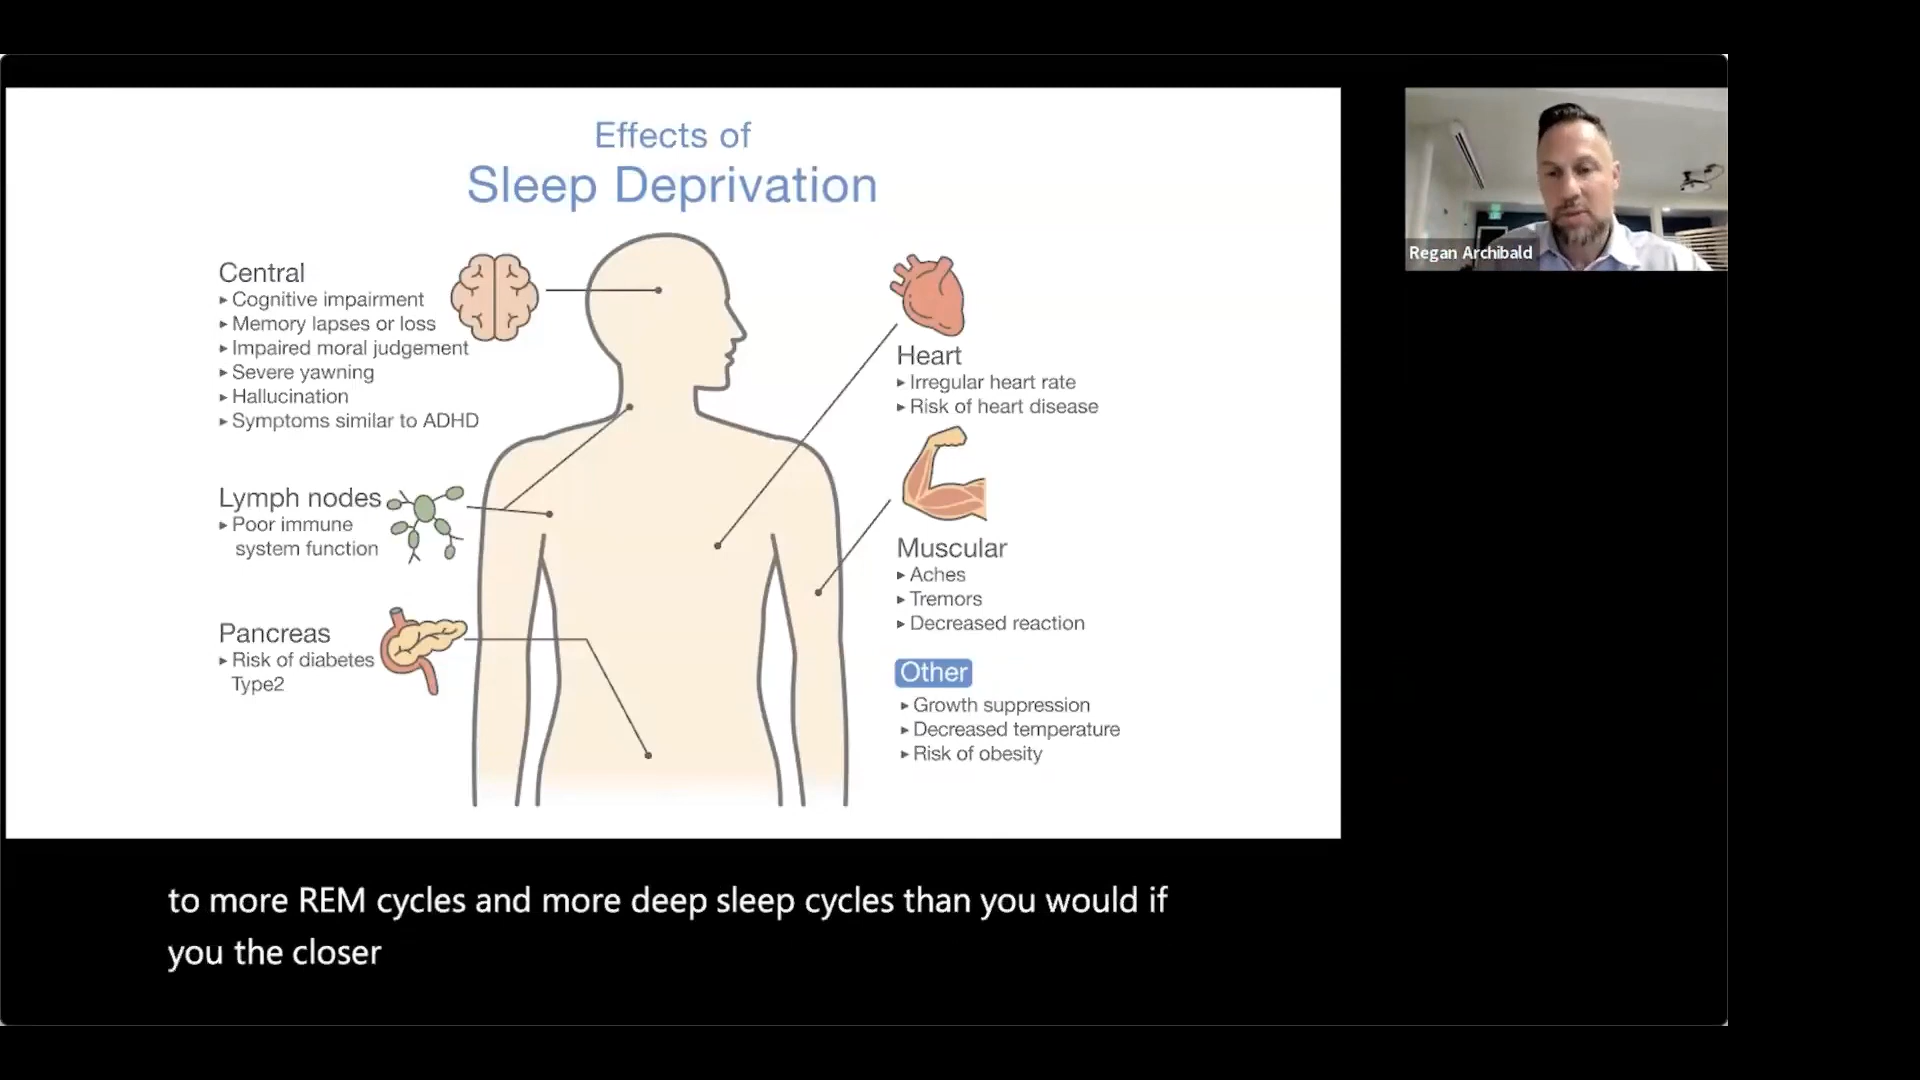 Effects of
Sleep Deprivation
Central
▸ Cognitive impairment
▸ Memory lapses or loss
▸ Impaired moral judgement
▸ Severe yawning
▸ Hallucination
▸ Symptoms similar to ADHD
Lymph nodes
▸ Poor immune
system function
Pancreas
▸ Risk of diabetes
Type2
Heart
▸ Irregular heart rate
▸ Risk of heart disease
Muscular
▸ Aches
▸ Tremors
▸ Decreased reaction
Other
▸ Growth suppression
▸ Decreased temperature
▸ Risk of obesity
Regan Archibald
to more REM cycles and more deep sleep cycles than you would if
you the closer